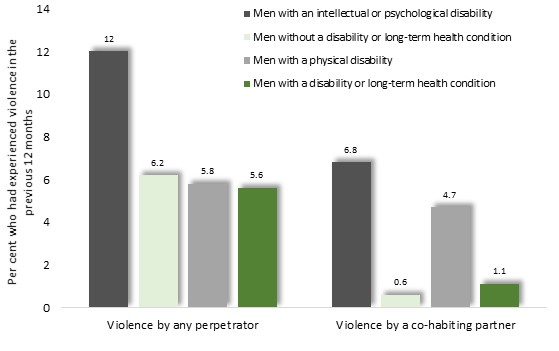 Men with an intellectual or psychological disability
Men without a disability or long-term health condition
Men with a physical disability
Men with a disability or long-term health condition
Per cent who had experienced violence in the
previous 12 months
14
12
10
8
6
4
2
0
12
6.2
5.8
5.6
6.8
0.6
4.7
1.1
Violence by any perpetrator
Violence by a co-habiting partner